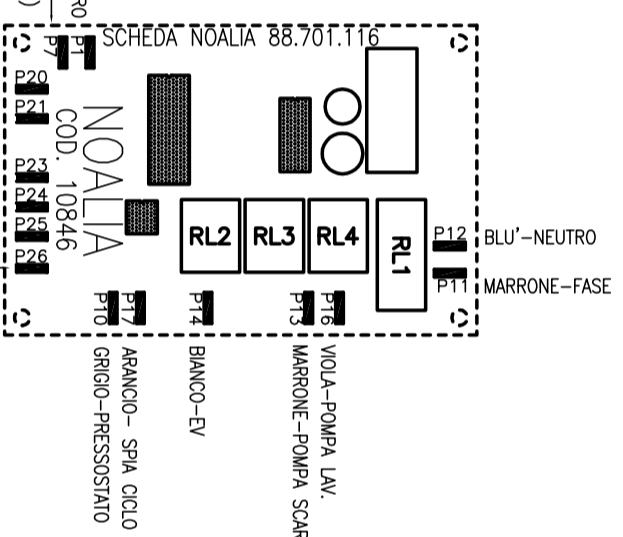 RO
)
SCHEDA NOALIA 88.701.116
P7
P1
P20
P21
P23
P24
P25
P26
NOALIA
COD. 10846
RL2
RL3
RL4
RL1
P12
BLU'-NEUTRO
P11
MARRONE-FASE
P10
P17
P14
P13
P16
GRIGIO-PRESSOSTATO
ARANCIO- SPIA CICLO
BIANCO-EV
MARRONE-POMPA SCAR
VIOLA-POMPA LAV.